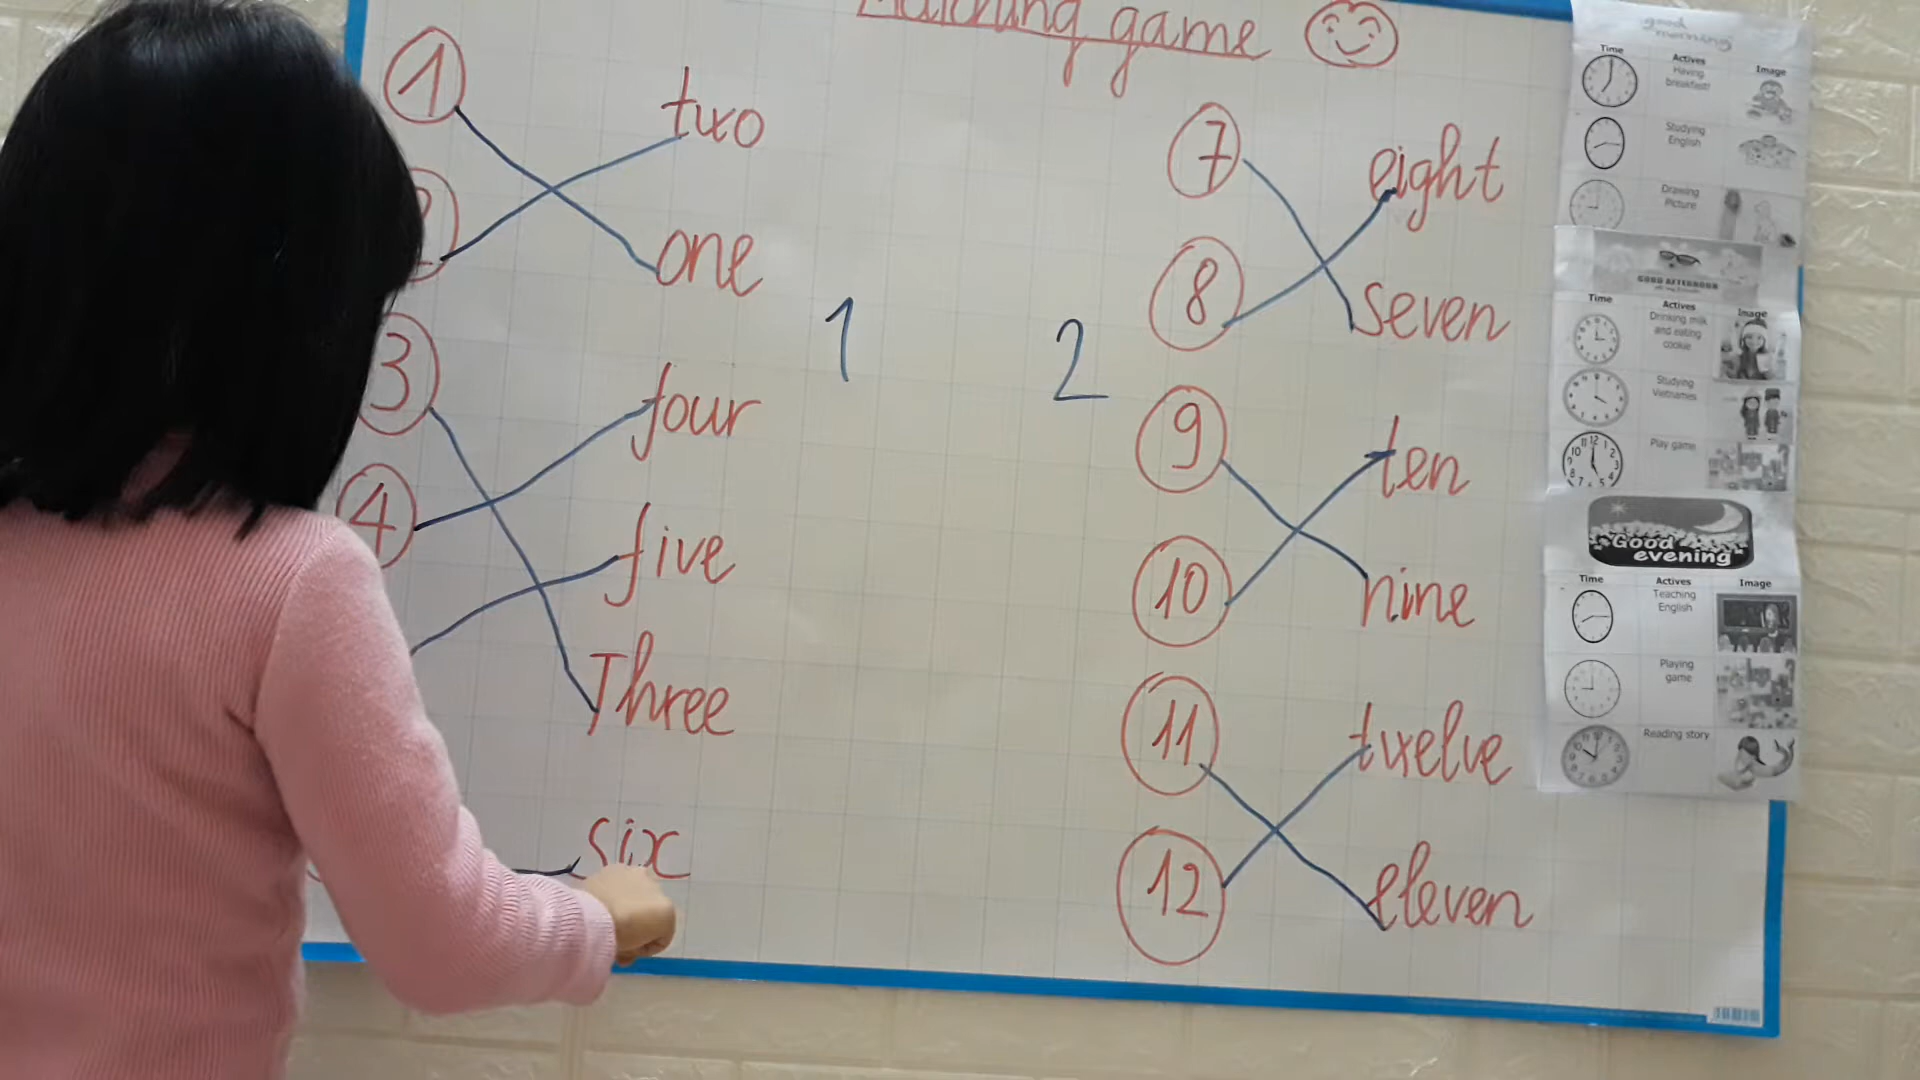 Matching game
1
two
2
one
3
four
4
five
Three
six
1
2
7
eight
8
seven
9
ten
10
nine
11
twelve
12
eleven
good
morning
Time Actives Image
Having
breakfast!
Studying
English
Drawing
Picture
GOOD AFTERNOON
Time Actives Image
Drinking milk
and eating
cookie
Studying
Vietnames
Play game
Good
evening
Time Actives Image
Teaching
English
Playing
game
Reading story